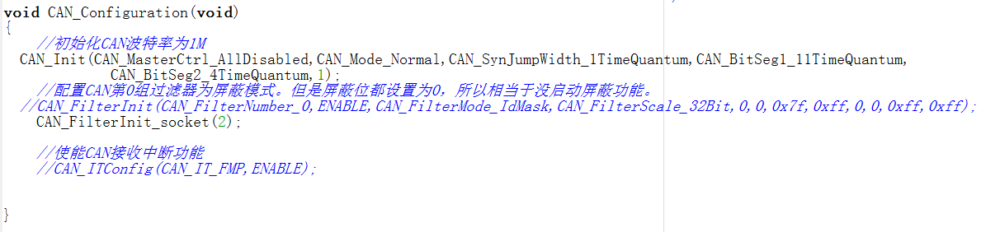 void CAN_Configuration(void)
{
//初始化CAN波特率为1M
CAN_Init(CAN_MasterCtrl_AllDisabled,CAN_Mode_Normal,CAN_SynJumpWidth_1TimeQuantum,CAN_BitSeg1_11TimeQuantum,
CAN_BitSeg2_4TimeQuantum,1);
//配置CAN第0组过滤器为屏蔽模式。但是屏蔽位都设置为0，所以相当于没启动屏蔽功能。
//CAN_FilterInit(CAN_FilterNumber_0,ENABLE,CAN_FilterMode_IdMask,CAN_FilterScale_32Bit,0,0,0x7f,0xff,0,0,0xff,0xff);
CAN_FilterInit_socket(2);
//使能CAN接收中断功能
//CAN_ITConfig(CAN_IT_FMP,ENABLE);
}